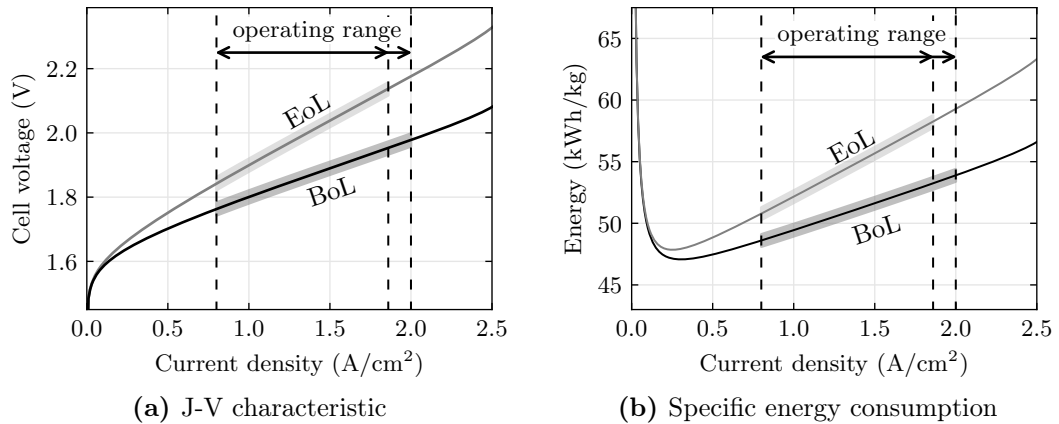 operating range
EoL
BoL
2.2
2.0
1.8
1.6
Cell voltage (V)
0.0 0.5 1.0 1.5 2.0 2.5
Current density (A/cm²)
(a) J-V characteristic
operating range
EoL
BoL
65
60
55
50
45
Energy (kWh/kg)
0.0 0.5 1.0 1.5 2.0 2.5
Current density (A/cm²)
(b) Specific energy consumption